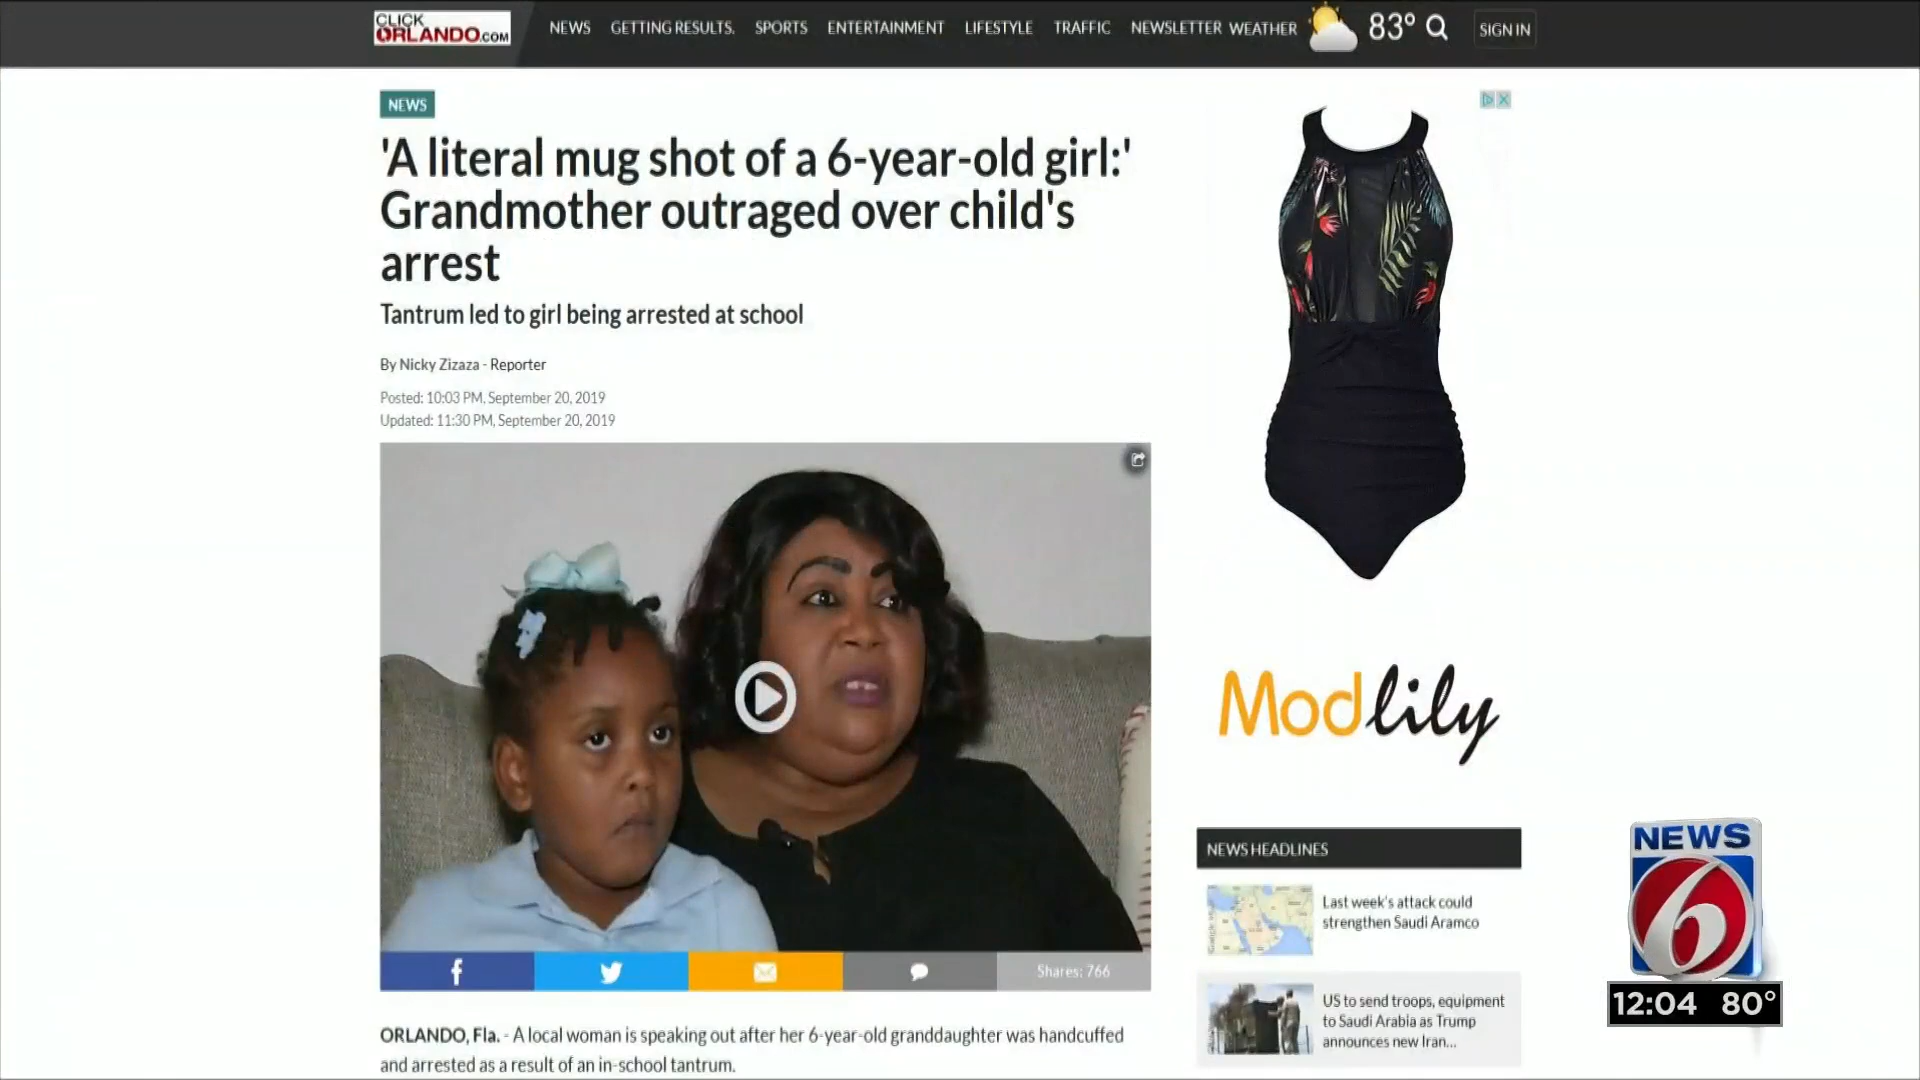 CLICK
ORLANDO.COM
NEWS GETTING RESULTS. SPORTS ENTERTAINMENT LIFESTYLE TRAFFIC NEWSLETTER WEATHER 83° SIGN IN
NEWS
'A literal mug shot of a 6-year-old girl:'
Grandmother outraged over child's
arrest
Tantrum led to girl being arrested at school
By Nicky Zizaza - Reporter
Posted: 10:03 PM, September 20, 2019
Updated: 11:30 PM, September 20, 2019
Shares: 766
ORLANDO, Fla. - A local woman is speaking out after her 6-year-old granddaughter was handcuffed
and arrested as a result of an in-school tantrum.
Modlily
NEWS HEADLINES
Last week's attack could
strengthen Saudi Aramco
US to send troops, equipment
to Saudi Arabia as Trump
announces new Iran...
NEWS
6
12:04 80°